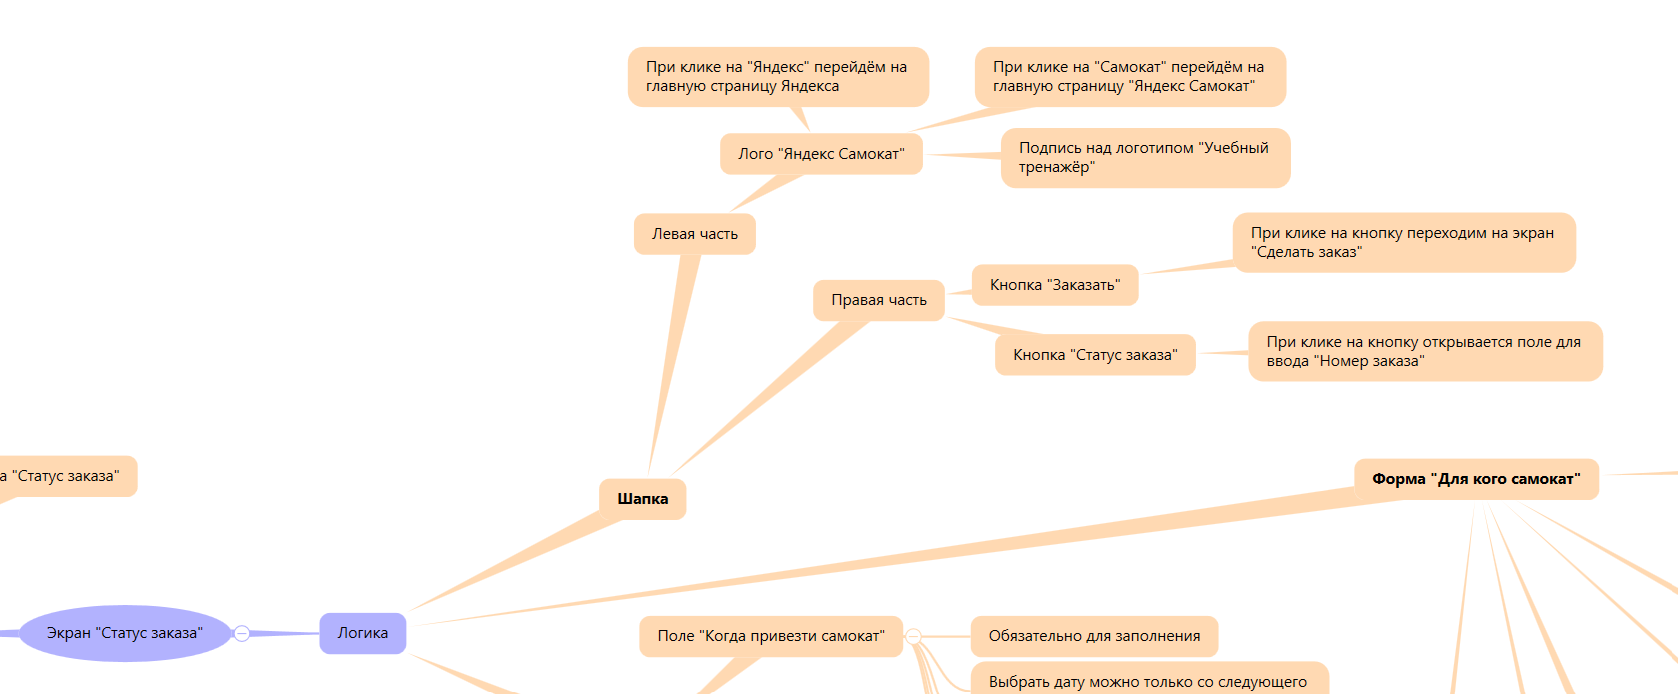 При клике на "Яндекс" перейдём на
главную страницу Яндекса
При клике на "Самокат" перейдём на
главную страницу "Яндекс Самокат"
Лого "Яндекс Самокат"
Подпись над логотипом "Учебный
тренажёр"
Левая часть
При клике на кнопку переходим на экран
"Сделать заказ"
Кнопка "Заказать"
Правая часть
Кнопка "Статус заказа"
При клике на кнопку открывается поле для
ввода "Номер заказа"
а "Статус заказа"
Шапка
Форма "Для кого самокат"
Экран "Статус заказа"
Логика
Поле "Когда привезти самокат"
Обязательно для заполнения
Выбрать дату можно только со следующего